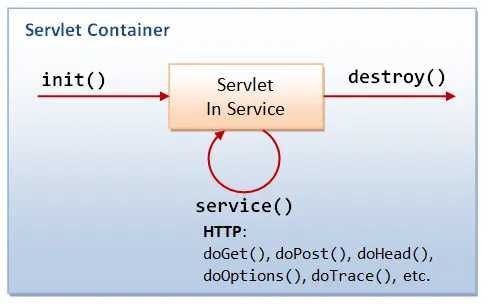 Servlet Container
init()
Servlet
In Service
destroy()
service()
HTTP:
doGet(), doPost(), doHead(),
doOptions(), doTrace(), etc.